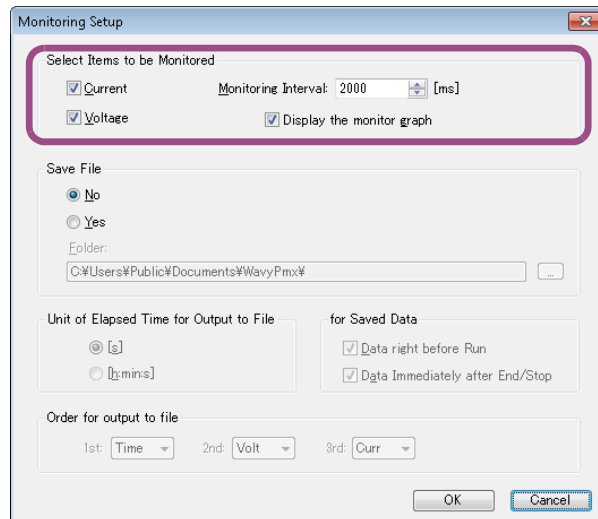 Monitoring Setup
Select Items to be Monitored
Current Monitoring Interval: 2000 [ms]
Voltage Display the monitor graph
Save File
No
Yes
Folder:
C:¥Users¥Public¥Documents¥WavyPmx¥ ...
Unit of Elapsed Time for Output to File for Saved Data
[s] Data right before Run
[h:min:s] Data Immediately after End/Stop
Order for output to file
1st: Time 2nd: Volt 3rd: Curr
OK Cancel